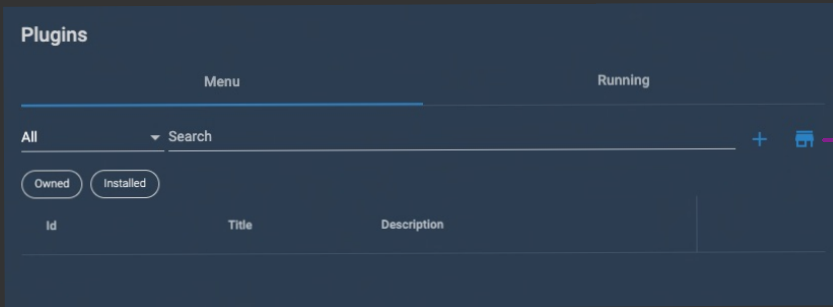 Plugins
Menu Running
All Search
Owned Installed
Id Title Description